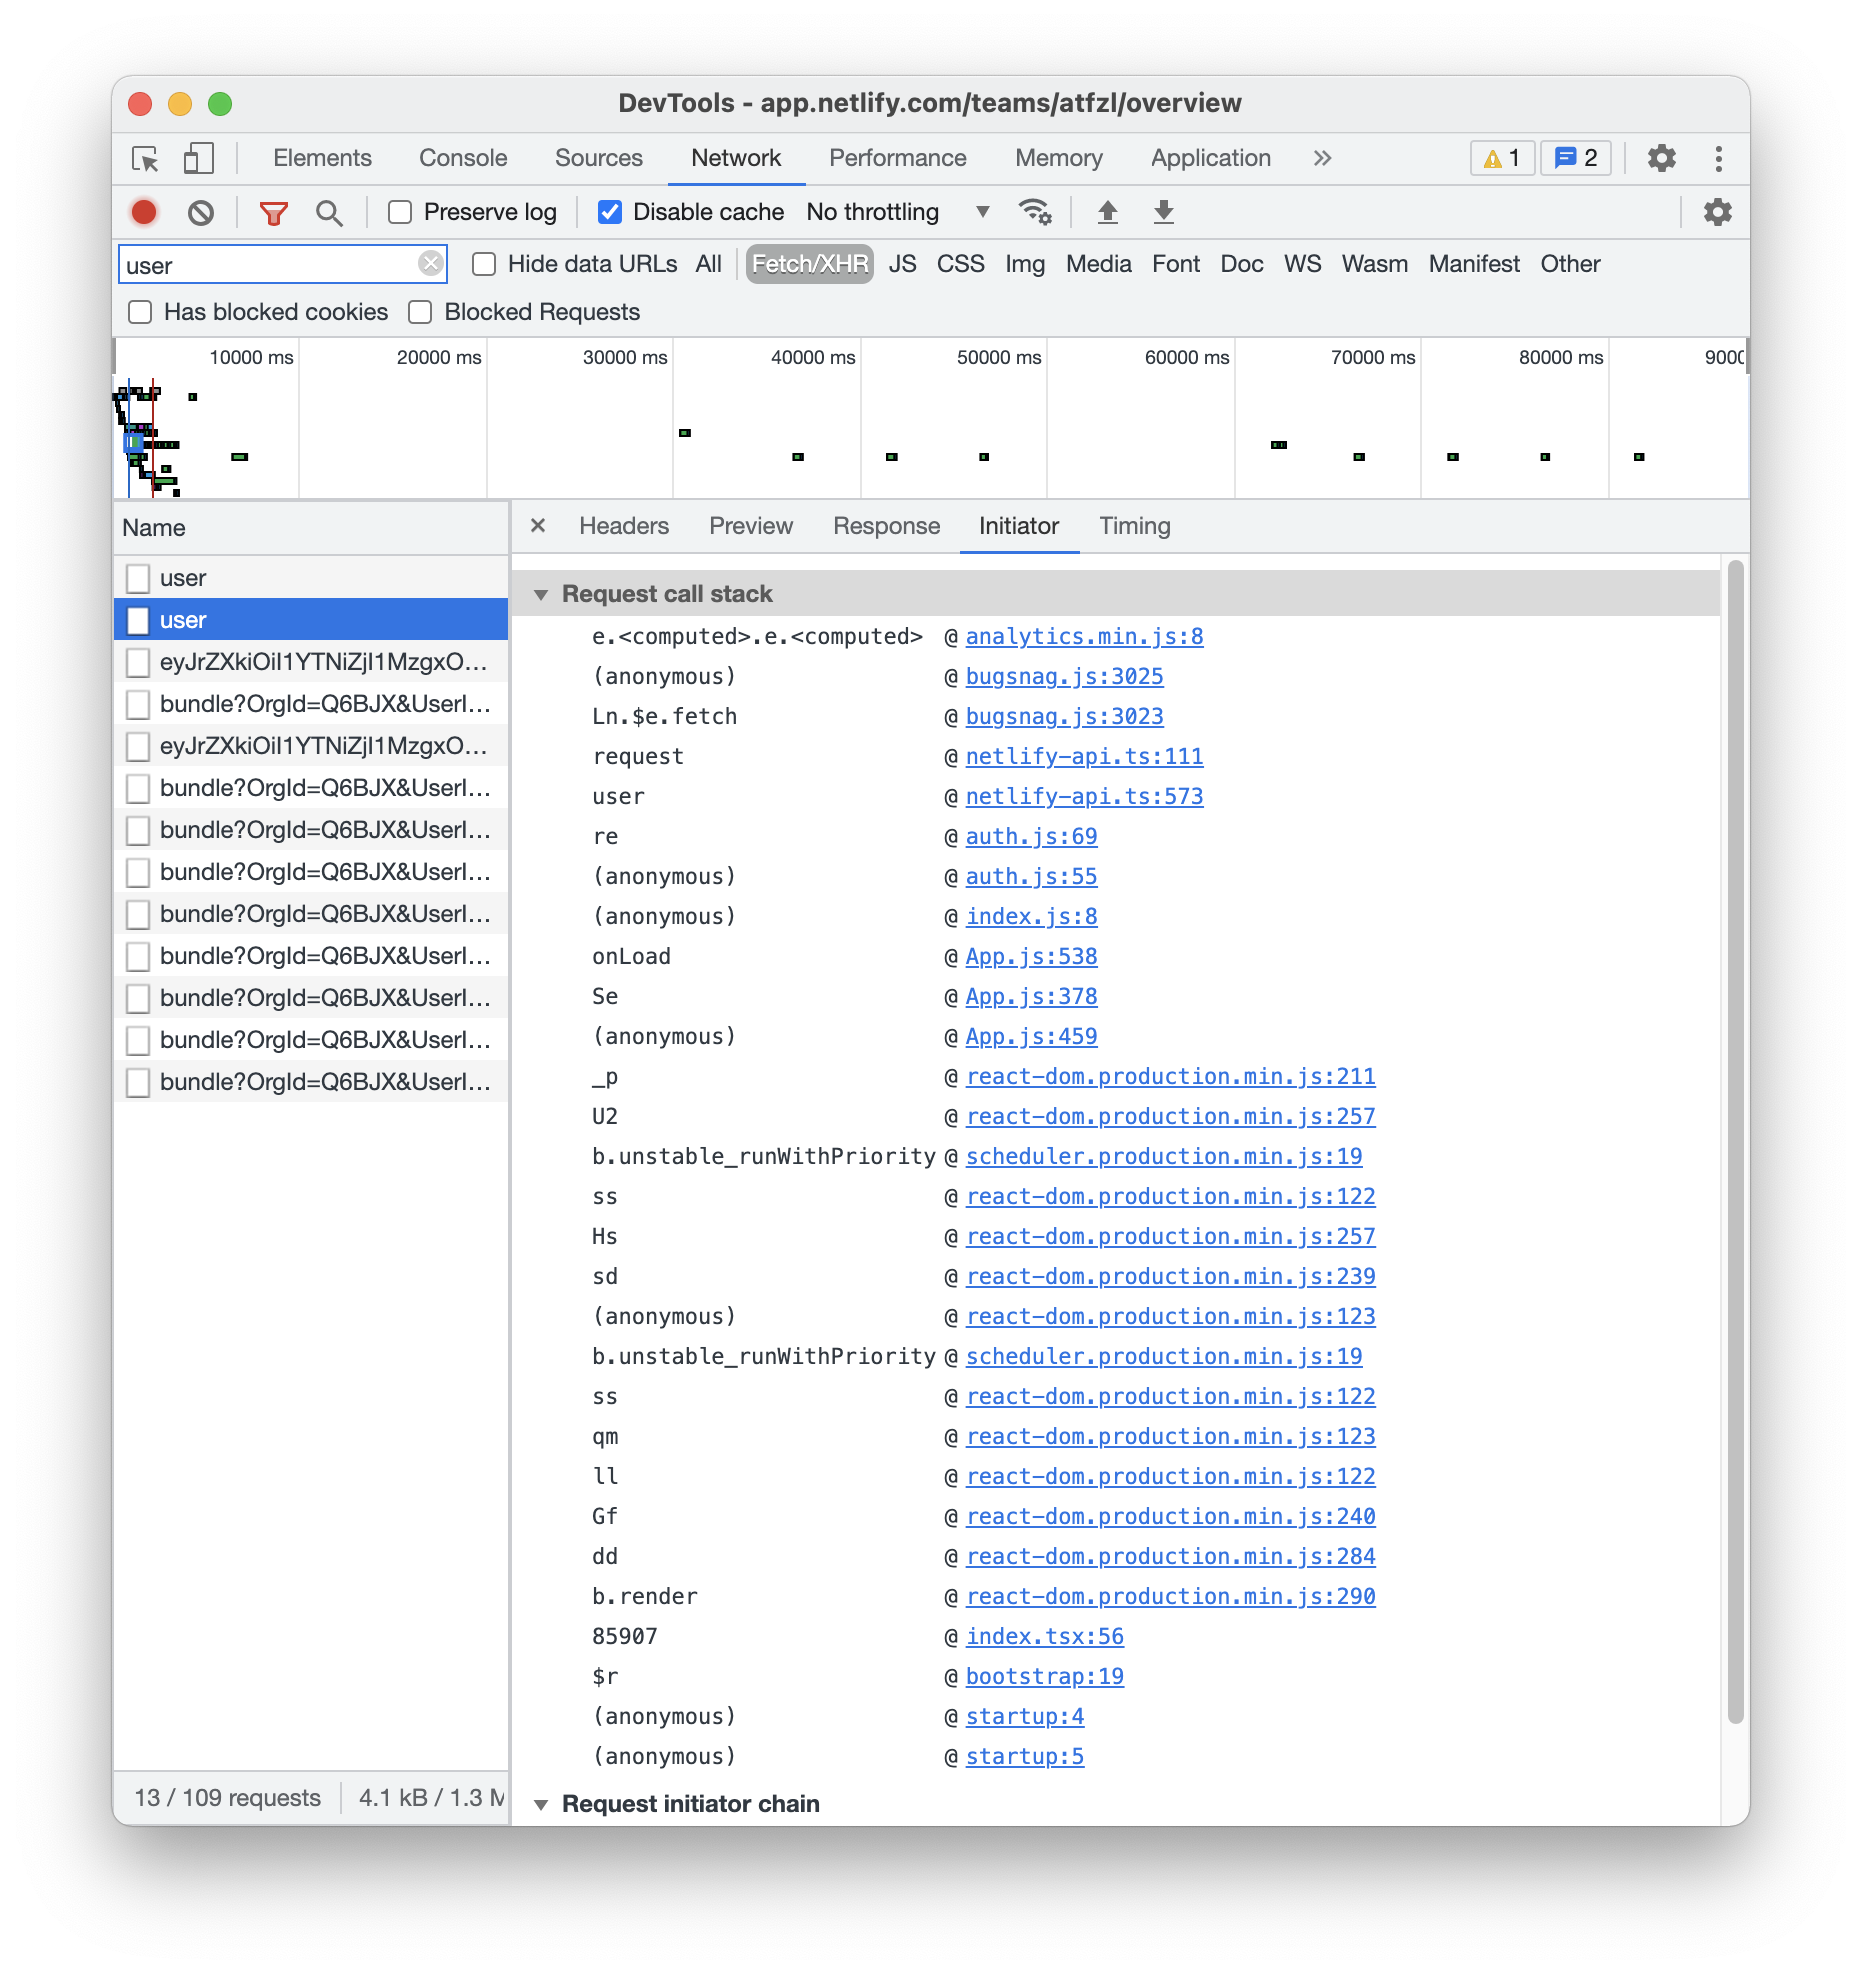 DevTools - app.netlify.com/teams/atfzl/overview
Elements Console Sources Network Performance Memory Application » 1 2
Preserve log Disable cache No throttling
user Hide data URLs All Fetch/XHR JS CSS Img Media Font Doc WS Wasm Manifest Other
Has blocked cookies Blocked Requests
10000 ms 20000 ms 30000 ms 40000 ms 50000 ms 60000 ms 70000 ms 80000 ms 9000
Name
user
user
eyJrZXkiOiI1YTNiZjI1MzgxO...
bundle?OrgId=Q6BJX&UserI...
eyJrZXkiOiI1YTNiZjI1MzgxO...
bundle?OrgId=Q6BJX&UserI...
bundle?OrgId=Q6BJX&UserI...
bundle?OrgId=Q6BJX&UserI...
bundle?OrgId=Q6BJX&UserI...
bundle?OrgId=Q6BJX&UserI...
bundle?OrgId=Q6BJX&UserI...
bundle?OrgId=Q6BJX&UserI...
bundle?OrgId=Q6BJX&UserI...
13 / 109 requests 4.1 kB / 1.3 M
× Headers Preview Response Initiator Timing
Request call stack
e.<computed>.e.<computed> @ analytics.min.js:8
(anonymous) @ bugsnag.js:3025
Ln.$e.fetch @ bugsnag.js:3023
request @ netlify-api.ts:111
user @ netlify-api.ts:573
re @ auth.js:69
(anonymous) @ auth.js:55
(anonymous) @ index.js:8
onLoad @ App.js:538
Se @ App.js:378
(anonymous) @ App.js:459
_p @ react-dom.production.min.js:211
U2 @ react-dom.production.min.js:257
b.unstable_runWithPriority @ scheduler.production.min.js:19
ss @ react-dom.production.min.js:122
Hs @ react-dom.production.min.js:257
sd @ react-dom.production.min.js:239
(anonymous) @ react-dom.production.min.js:123
b.unstable_runWithPriority @ scheduler.production.min.js:19
ss @ react-dom.production.min.js:122
qm @ react-dom.production.min.js:123
ll @ react-dom.production.min.js:122
Gf @ react-dom.production.min.js:240
dd @ react-dom.production.min.js:284
b.render @ react-dom.production.min.js:290
85907 @ index.tsx:56
$r @ bootstrap:19
(anonymous) @ startup:4
(anonymous) @ startup:5
Request initiator chain